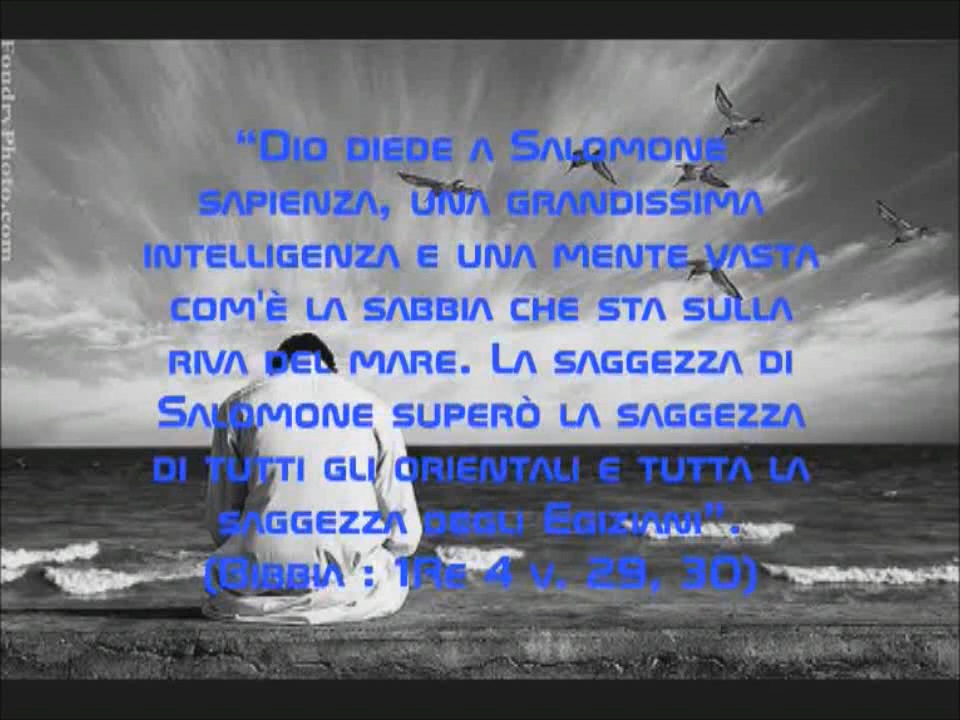 “Dio diede a Salomone
sapienza, una grandissima
intelligenza e una mente vasta
com'è la sabbia che sta sulla
riva del mare. La saggezza di
Salomone superò la saggezza
di tutti gli orientali e tutta la
saggezza degli Egiziani”.
(Bibbia : 1Re 4 v. 29, 30)
FoudryPhoto.com